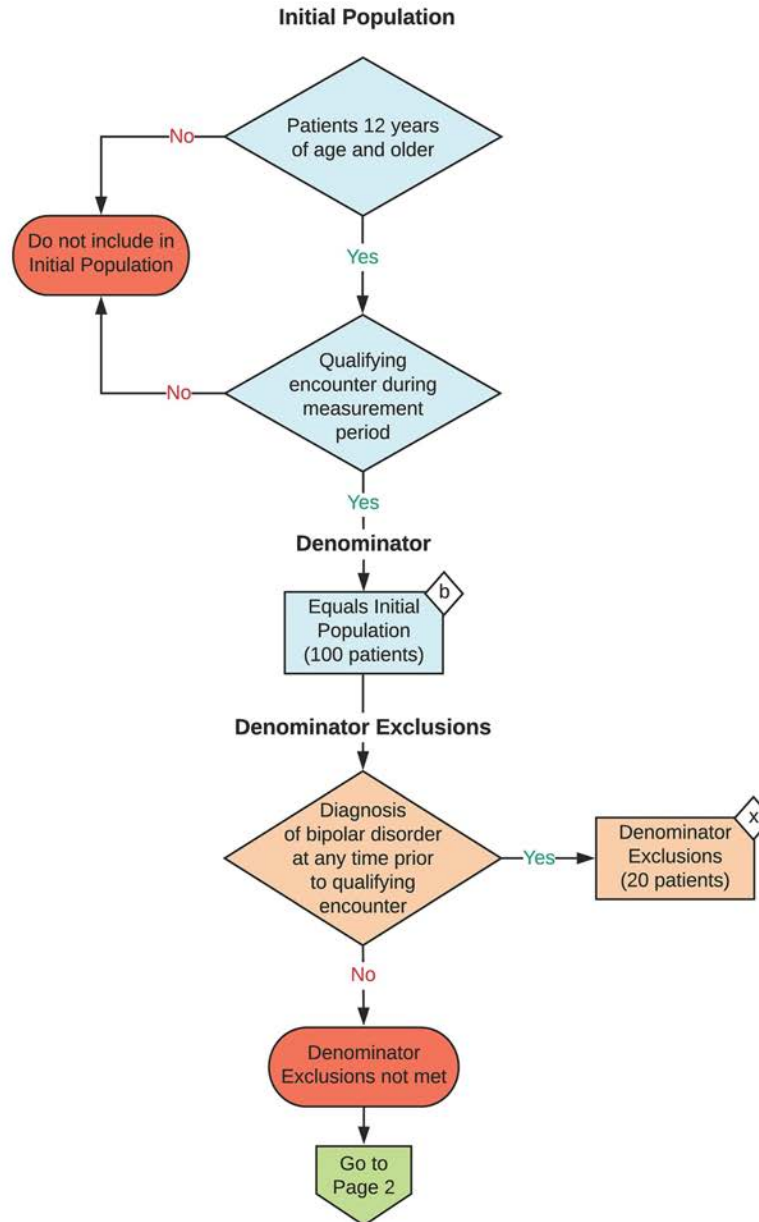 Initial Population
Patients 12 years
of age and older
No
Do not include in
Initial Population
Yes
Qualifying
encounter during
measurement
period
No
Yes
Denominator
b
Equals Initial
Population
(100 patients)
Denominator Exclusions
Diagnosis
of bipolar disorder
at any time prior
to qualifying
encounter
Yes
x
Denominator
Exclusions
(20 patients)
No
Denominator
Exclusions not met
Go to
Page 2